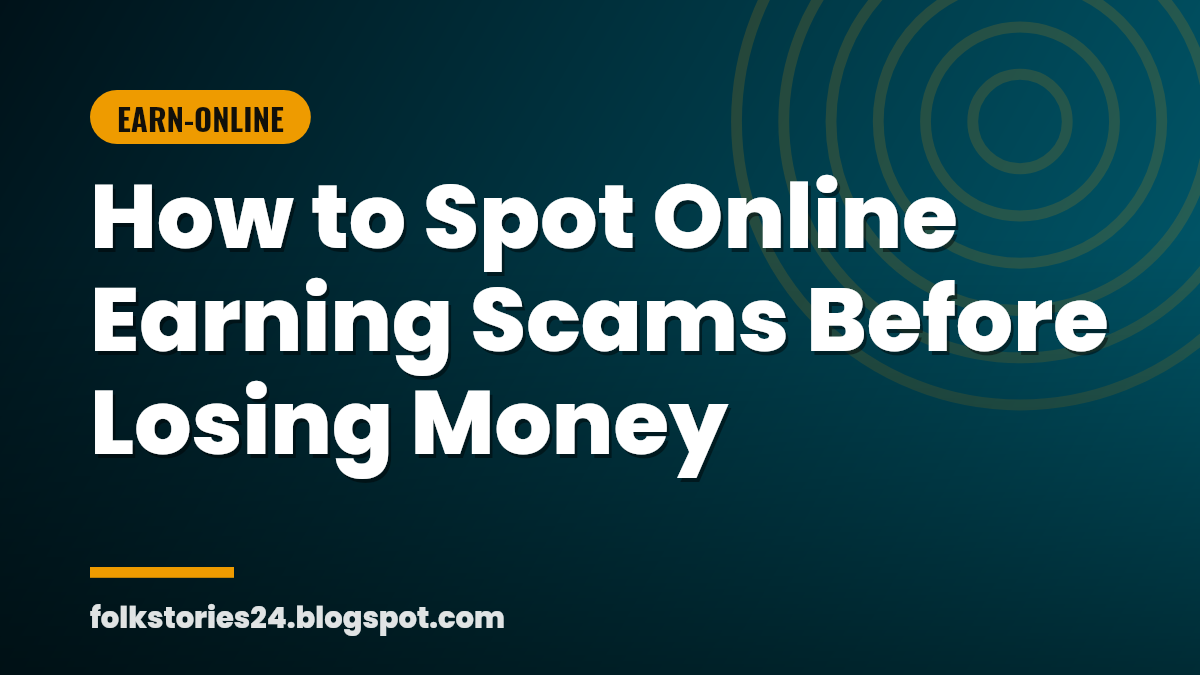 EARN-ONLINE
How to Spot Online
Earning Scams Before
Losing Money
folkstories24.blogspot.com